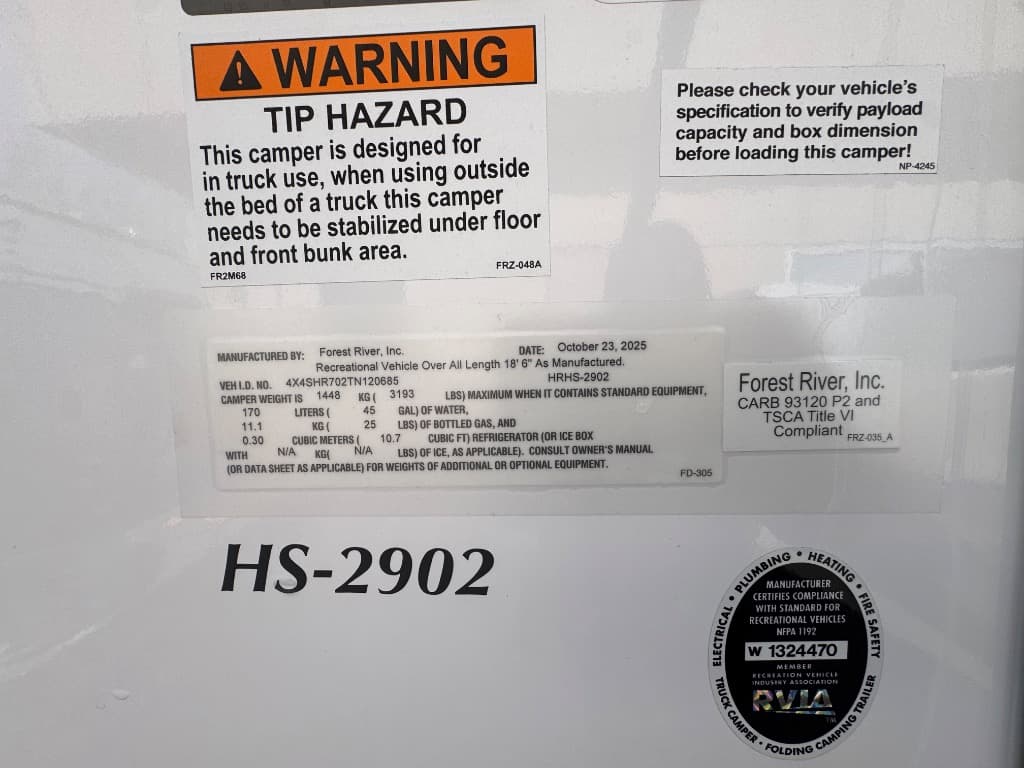 WARNING
TIP HAZARD
This camper is designed for
in truck use, when using outside
the bed of a truck this camper
needs to be stabilized under floor
and front bunk area.
FR2M68 FRZ-048A
Please check your vehicle's
specification to verify payload
capacity and box dimension
before loading this camper!
NP-4245
MANUFACTURED BY: Forest River, Inc. DATE: October 23, 2025
Recreational Vehicle Over All Length 18' 6" As Manufactured.
VEH I.D. NO. 4X4SHR702TN120685 HRHS-2902
CAMPER WEIGHT IS 1448 KG ( 3193 LBS) MAXIMUM WHEN IT CONTAINS STANDARD EQUIPMENT,
170 LITERS ( 45 GAL) OF WATER,
11.1 KG ( 25 LBS) OF BOTTLED GAS, AND
0.30 CUBIC METERS ( 10.7 CUBIC FT) REFRIGERATOR (OR ICE BOX
WITH N/A KG( N/A LBS) OF ICE, AS APPLICABLE). CONSULT OWNER'S MANUAL
(OR DATA SHEET AS APPLICABLE) FOR WEIGHTS OF ADDITIONAL OR OPTIONAL EQUIPMENT.
FD-305
Forest River, Inc.
CARB 93120 P2 and
TSCA Title VI
Compliant FRZ-035_A
HS-2902
ELECTRICAL • PLUMBING • HEATING • FIRE SAFETY
MANUFACTURER
CERTIFIES COMPLIANCE
WITH STANDARD FOR
RECREATIONAL VEHICLES
NFPA 1192
W 1324470
MEMBER
RECREATION VEHICLE
INDUSTRY ASSOCIATION
RVIA
TM
TRUCK CAMPER • FOLDING CAMPING TRAILER